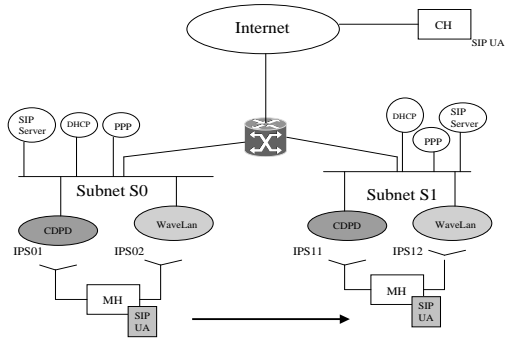 Internet
CH
SIP UA
SIP
Server
DHCP
PPP
DHCP
PPP
SIP
Server
Subnet S0
Subnet S1
CDPD
WaveLan
CDPD
WaveLan
IPS01
IPS02
IPS11
IPS12
MH
SIP
UA
MH
SIP
UA